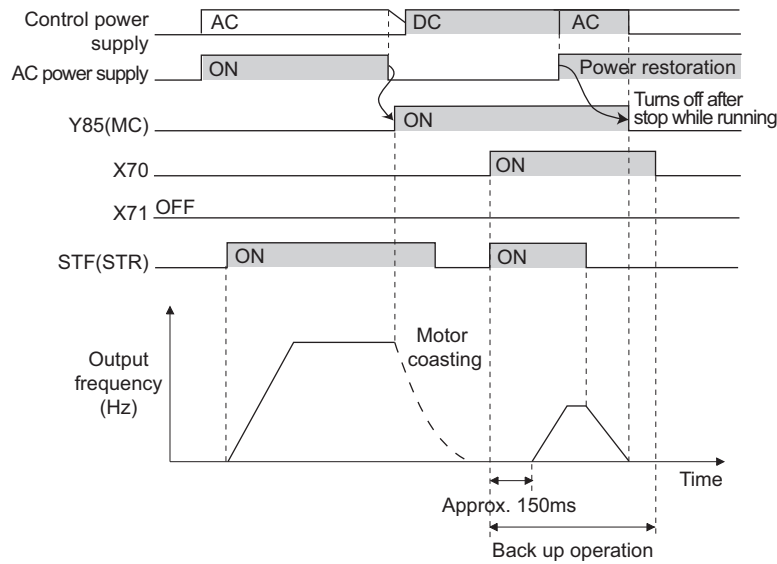 Control power
supply
AC
DC
AC
AC power supply
ON
Power restoration
Turns off after
stop while running
Y85(MC)
ON
X70
ON
X71
OFF
STF(STR)
ON
ON
Output
frequency
(Hz)
Motor
coasting
Time
Approx. 150ms
Back up operation